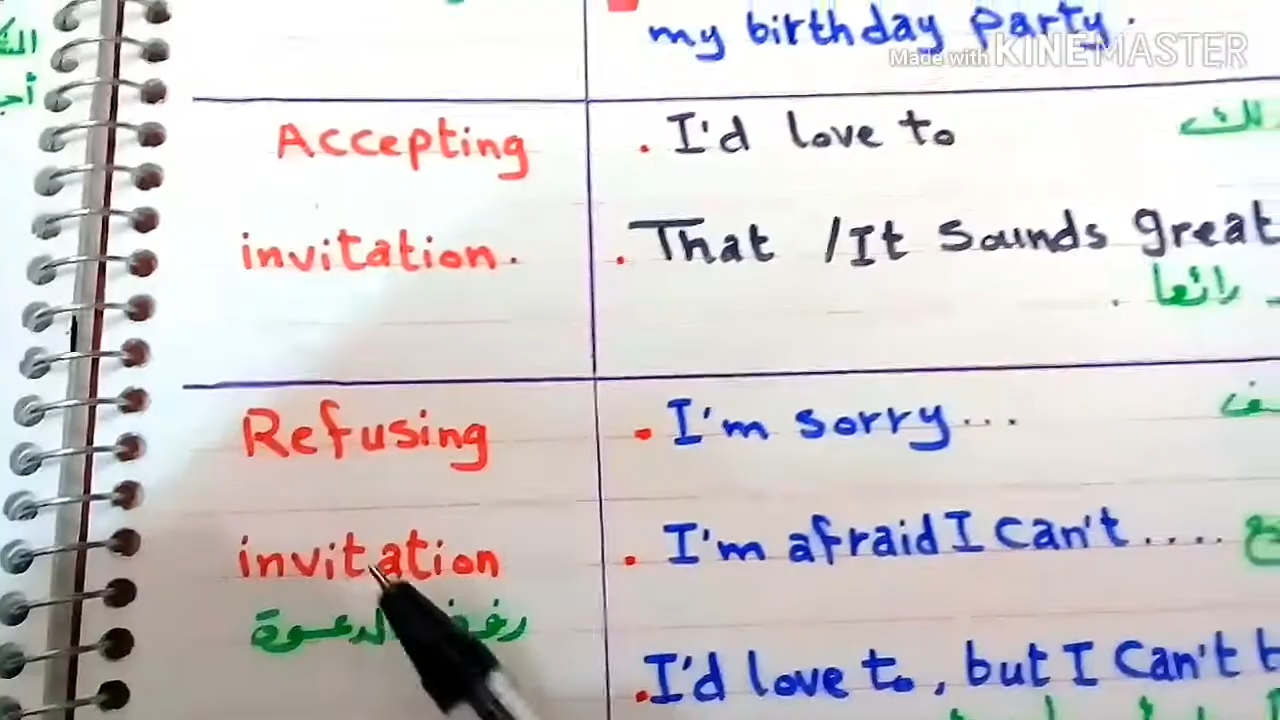 my birthday party.
Made with KINEMASTER
Accepting
invitation.
. I'd love to
. That / It sounds great
رائعا .
Refusing
invitation
رفض الدعوة
. I'm sorry...
. I'm afraid I can't....
. I'd love to, but I can't t